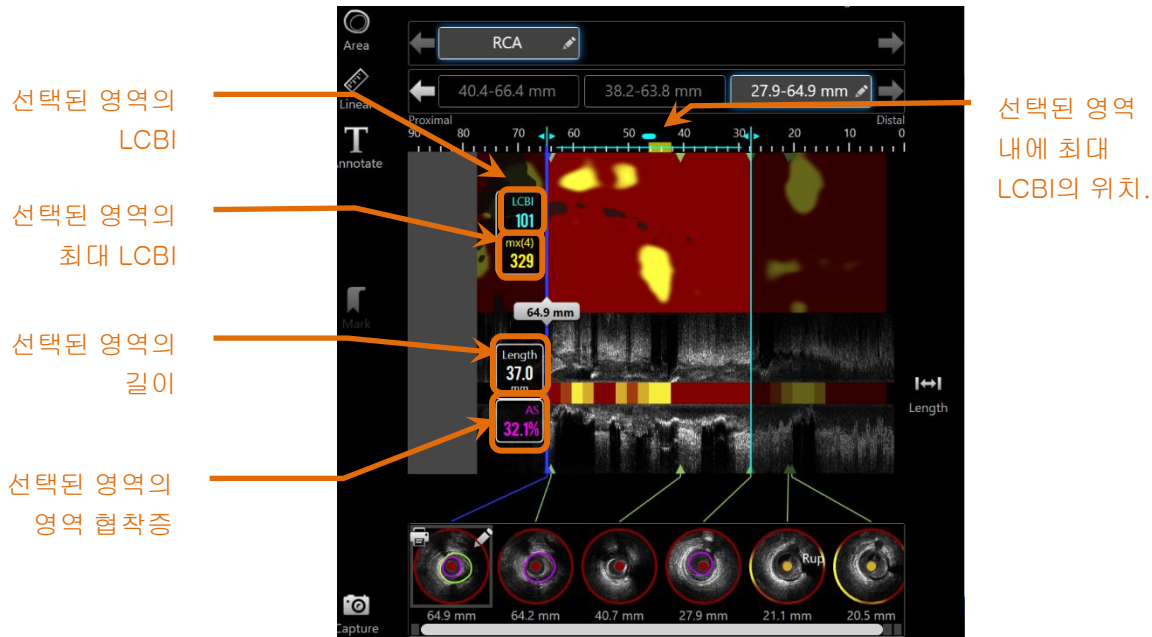 Area
RCA
Linear
40.4-66.4 mm
38.2-63.8 mm
27.9-64.9 mm
Proximal
Distal
90
80
70
60
50
40
30
20
10
0
Annotate
선택된 영역의
LCBI
선택된 영역의
최대 LCBI
선택된 영역의
길이
선택된 영역의
영역 협착증
선택된 영역
내에 최대
LCBI의 위치.
LCBI
101
mx(4)
329
Mark
64.9 mm
Length
37.0
mm
AS
32.1%
Length
Rup
64.9 mm
64.2 mm
40.7 mm
27.9 mm
21.1 mm
20.5 mm
Capture